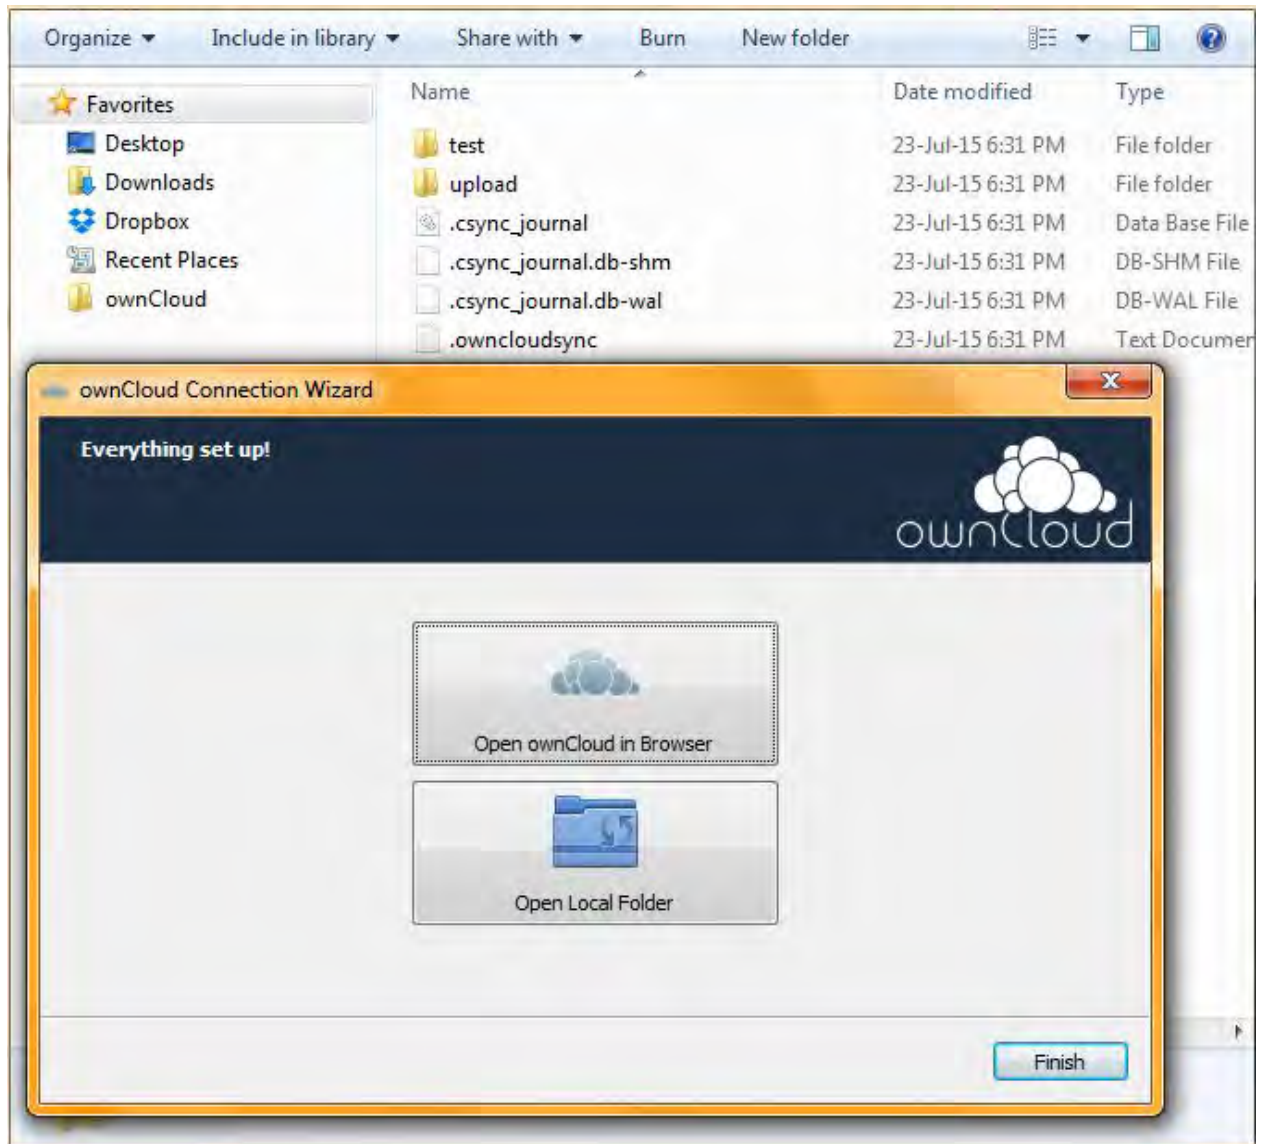 Organize Include in library Share with Burn New folder
Favorites
Desktop
Downloads
Dropbox
Recent Places
ownCloud
Name Date modified Type
test 23-Jul-15 6:31 PM File folder
upload 23-Jul-15 6:31 PM File folder
.csync_journal 23-Jul-15 6:31 PM Data Base File
.csync_journal.db-shm 23-Jul-15 6:31 PM DB-SHM File
.csync_journal.db-wal 23-Jul-15 6:31 PM DB-WAL File
.owncloudsync 23-Jul-15 6:31 PM Text Documen
ownCloud Connection Wizard
Everything set up!
ownCloud
Open ownCloud in Browser
Open Local Folder
Finish